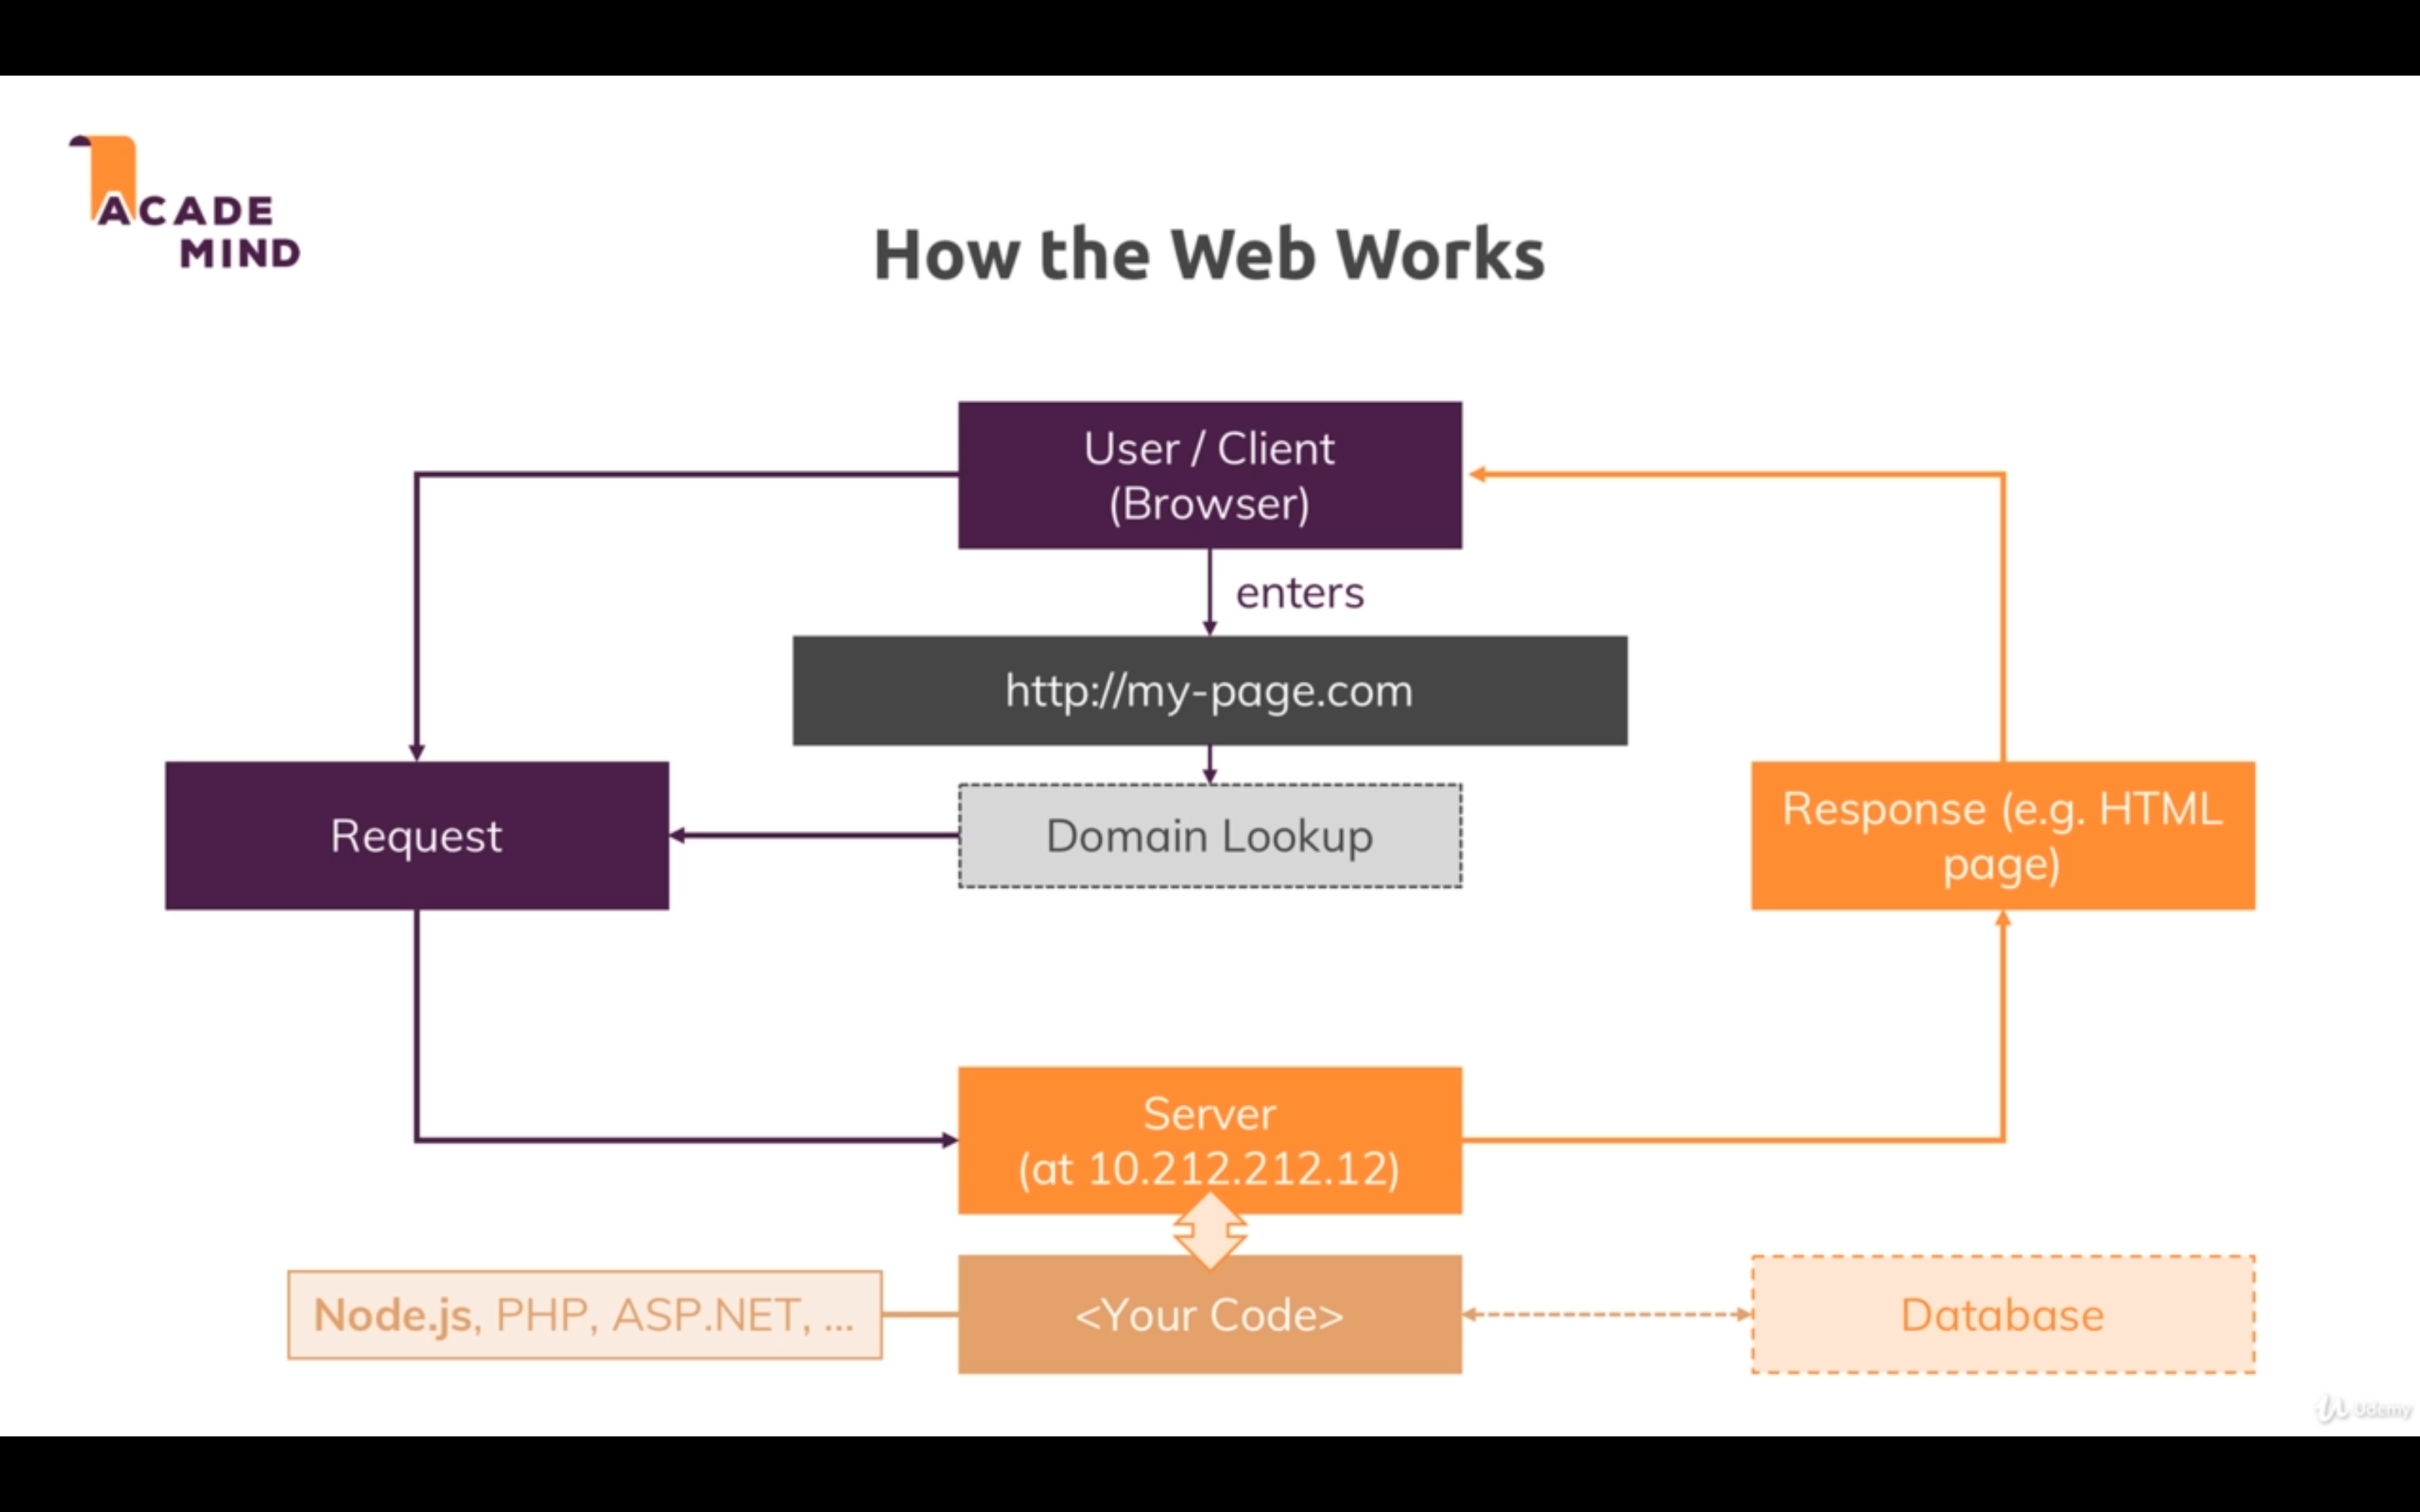 ACADE
MIND
How the Web Works
User / Client
(Browser)
enters
http://my-page.com
Request
Domain Lookup
Response (e.g. HTML
page)
Server
(at 10.212.212.12)
Node.js, PHP, ASP.NET, ...
<Your Code>
Database
Udemy